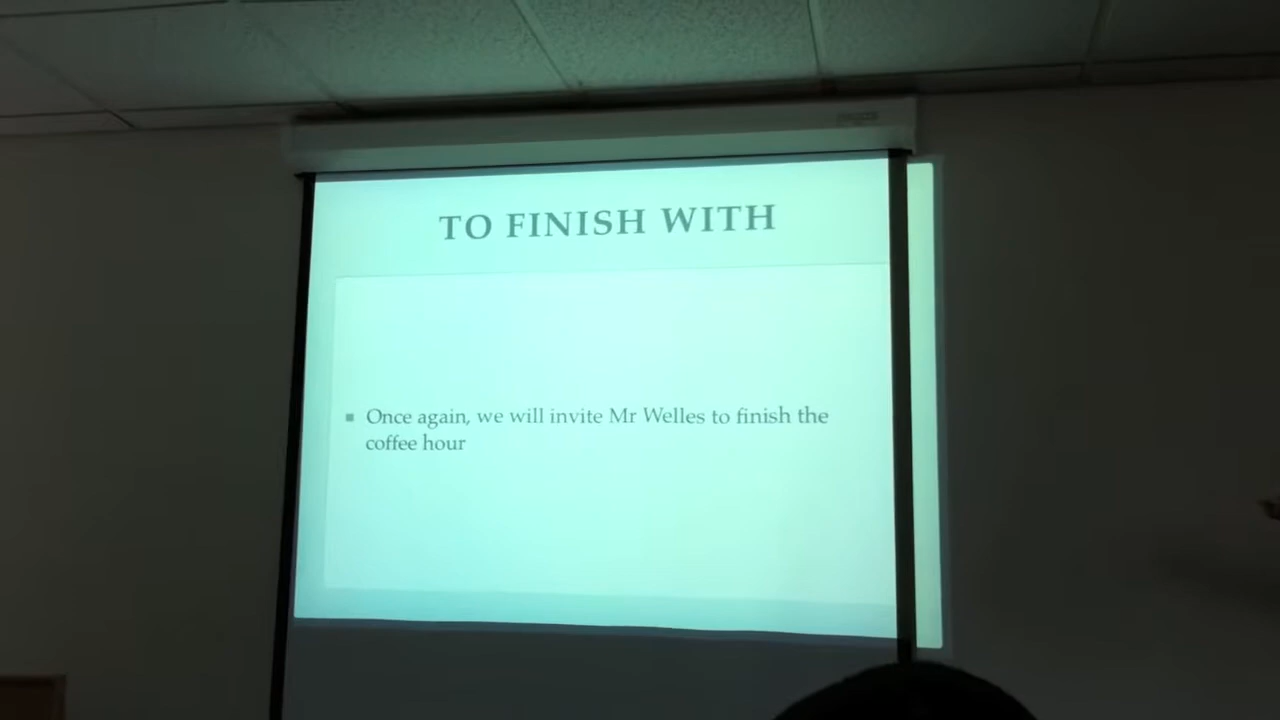 TO FINISH WITH
Once again, we will invite Mr Welles to finish the
coffee hour